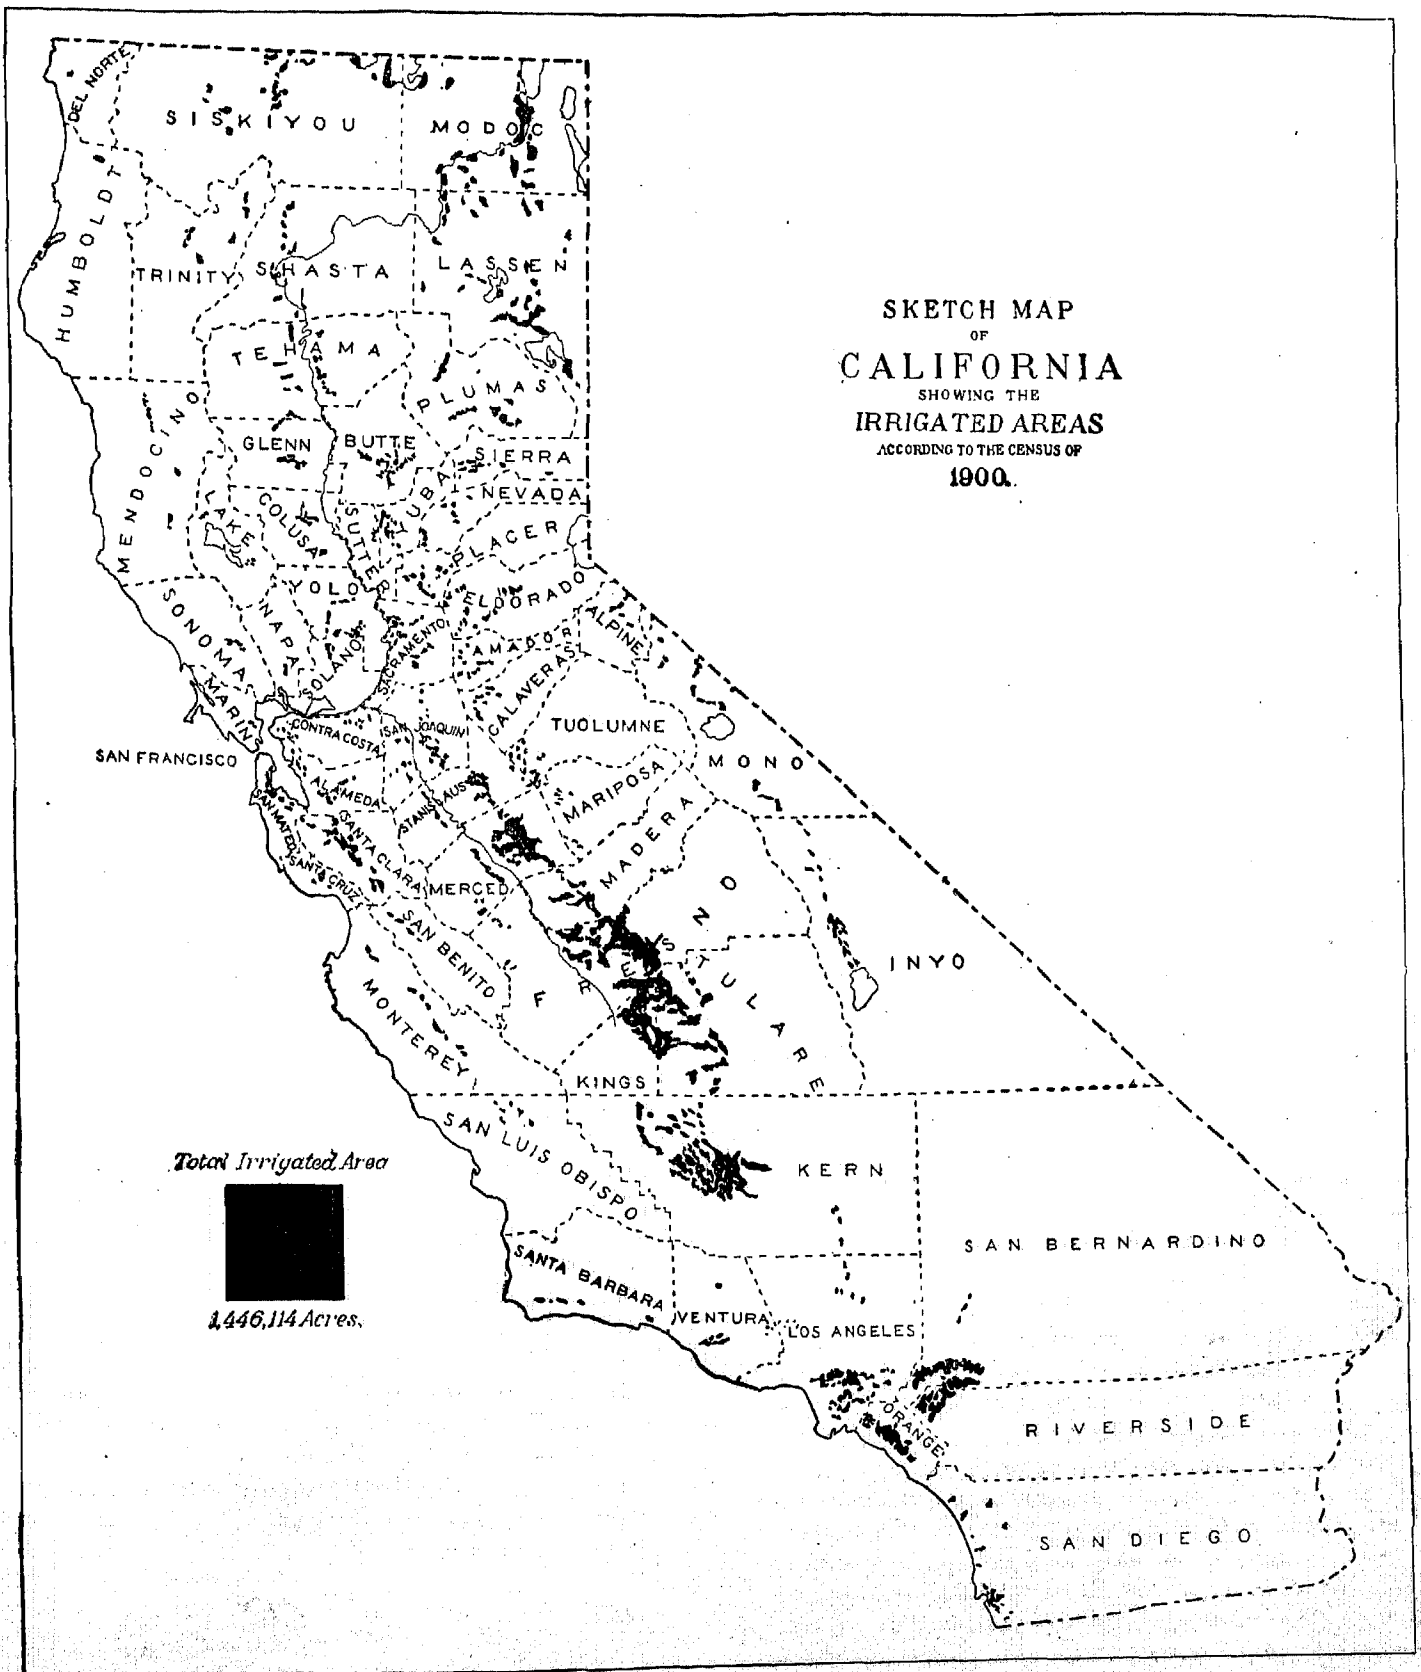 SKETCH MAP
OF
CALIFORNIA
SHOWING THE
IRRIGATED AREAS
ACCORDING TO THE CENSUS OF
1900.
DEL NORTE
SISKIYOU
MODOC
HUMBOLDT
TRINITY
SHASTA
LASSEN
TEHAMA
PLUMAS
MENDOCINO
GLENN
BUTTE
SIERRA
NEVADA
YUBA
LAKE
COLUSA
SUTTER
PLACER
YOLO
ELDORADO
SONOMA
NAPA
SOLANO
SACRAMENTO
AMADOR
ALPINE
MARIN
CALAVERAS
CONTRA COSTA
SAN JOAQUIN
TUOLUMNE
SAN FRANCISCO
MONO
ALAMEDA
STANISLAUS
MARIPOSA
SAN MATEO
SANTA CLARA
SANTA CRUZ
MERCED
MADERA
SAN BENITO
FRESNO
INYO
MONTEREY
TULARE
KINGS
SAN LUIS OBISPO
KERN
Total Irrigated Area
1,446,114 Acres.
SAN BERNARDINO
SANTA BARBARA
VENTURA
LOS ANGELES
ORANGE
RIVERSIDE
SAN DIEGO